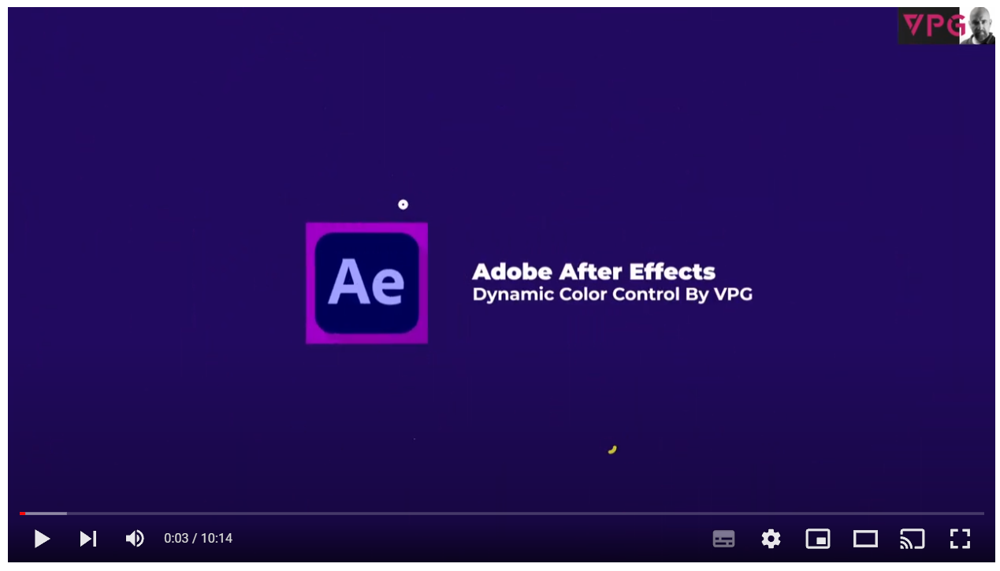 VPG
Ae
Adobe After Effects
Dynamic Color Control By VPG
0:03 / 10:14